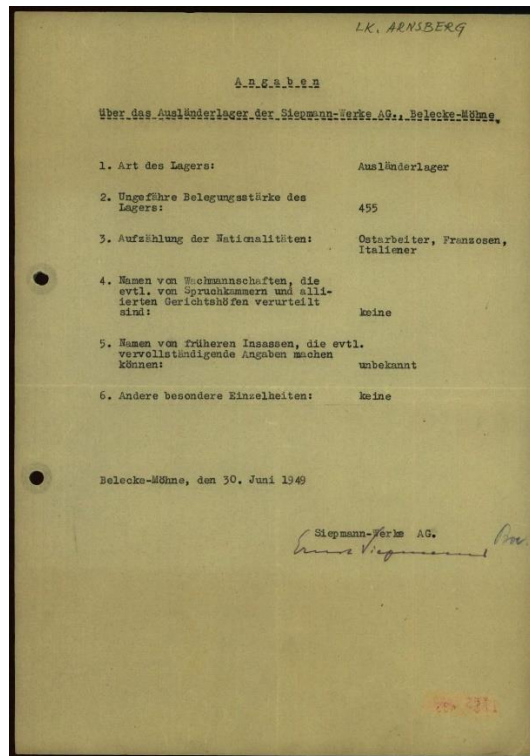 LK. ARNSBERG
Angaben
über das Ausländerlager der Siepmann-Werke AG., Belecke-Möhne.
1. Art des Lagers: Ausländerlager
2. Ungefähre Belegungsstärke des
Lagers: 455
3. Aufzählung der Nationalitäten: Ostarbeiter, Franzosen,
Italiener
4. Namen von Wachmannschaften, die
evtl. von Spruchkammern und alli-
ierten Gerichtshöfen verurteilt
sind: keine
5. Namen von früheren Insassen, die evtl.
vervollständigende Angaben machen
können: unbekannt
6. Andere besondere Einzelheiten: keine
Belecke-Möhne, den 30. Juni 1949
Siepmann-Werke AG.
Ernst Siepmann